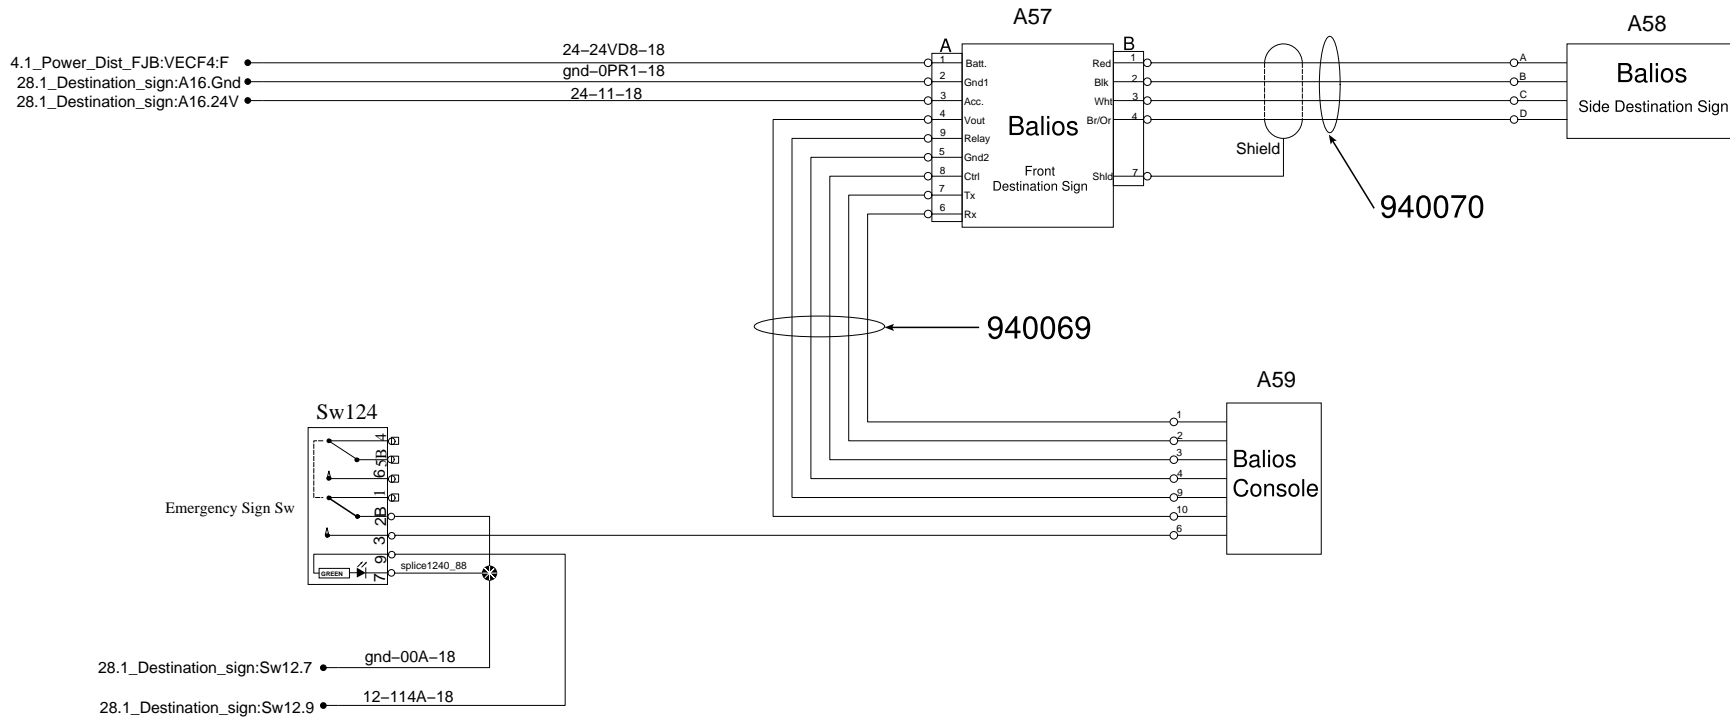 A57
A58
4.1_Power_Dist_FJB:VECF4:F
24–24VD8–18
28.1_Destination_sign:A16.Gnd
gnd–0PR1–18
28.1_Destination_sign:A16.24V
24–11–18
A
B
1 Batt.
2 Gnd1
3 Acc.
4 Vout
9 Relay
5 Gnd2
8 Ctrl
7 Tx
6 Rx
Balios
Front
Destination Sign
Red 1
Blk 2
Wht 3
Br/Or 4
Shld 7
Shield
A
B
C
D
Balios
Side Destination Sign
940070
940069
A59
1
2
3
4
9
10
6
Balios
Console
Sw124
Emergency Sign Sw
4
5B
6
1
2B
3
9
7
GREEN
splice1240_88
28.1_Destination_sign:Sw12.7
gnd–00A–18
28.1_Destination_sign:Sw12.9
12–114A–18